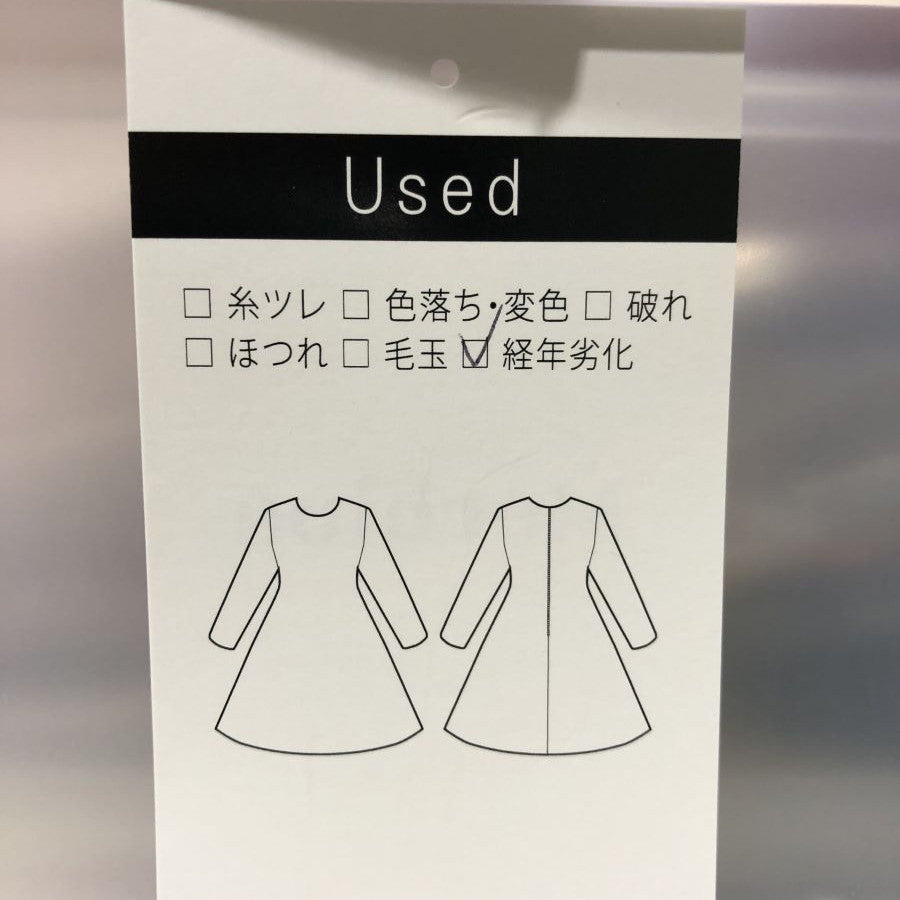 Used
□ 糸ツレ □ 色落ち・変色 □ 破れ
□ ほつれ □ 毛玉 ☑ 経年劣化